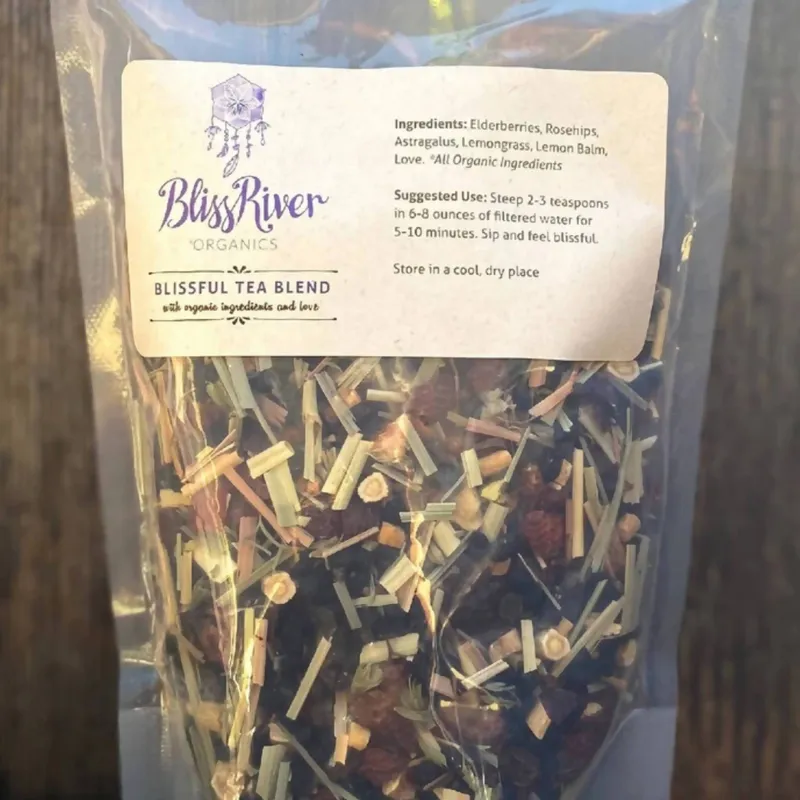 BlissRiver
*ORGANICS
BLISSFUL TEA BLEND
with organic ingredients and love
Ingredients: Elderberries, Rosehips,
Astragalus, Lemongrass, Lemon Balm,
Love. *All Organic Ingredients
Suggested Use: Steep 2-3 teaspoons
in 6-8 ounces of filtered water for
5-10 minutes. Sip and feel blissful.
Store in a cool, dry place